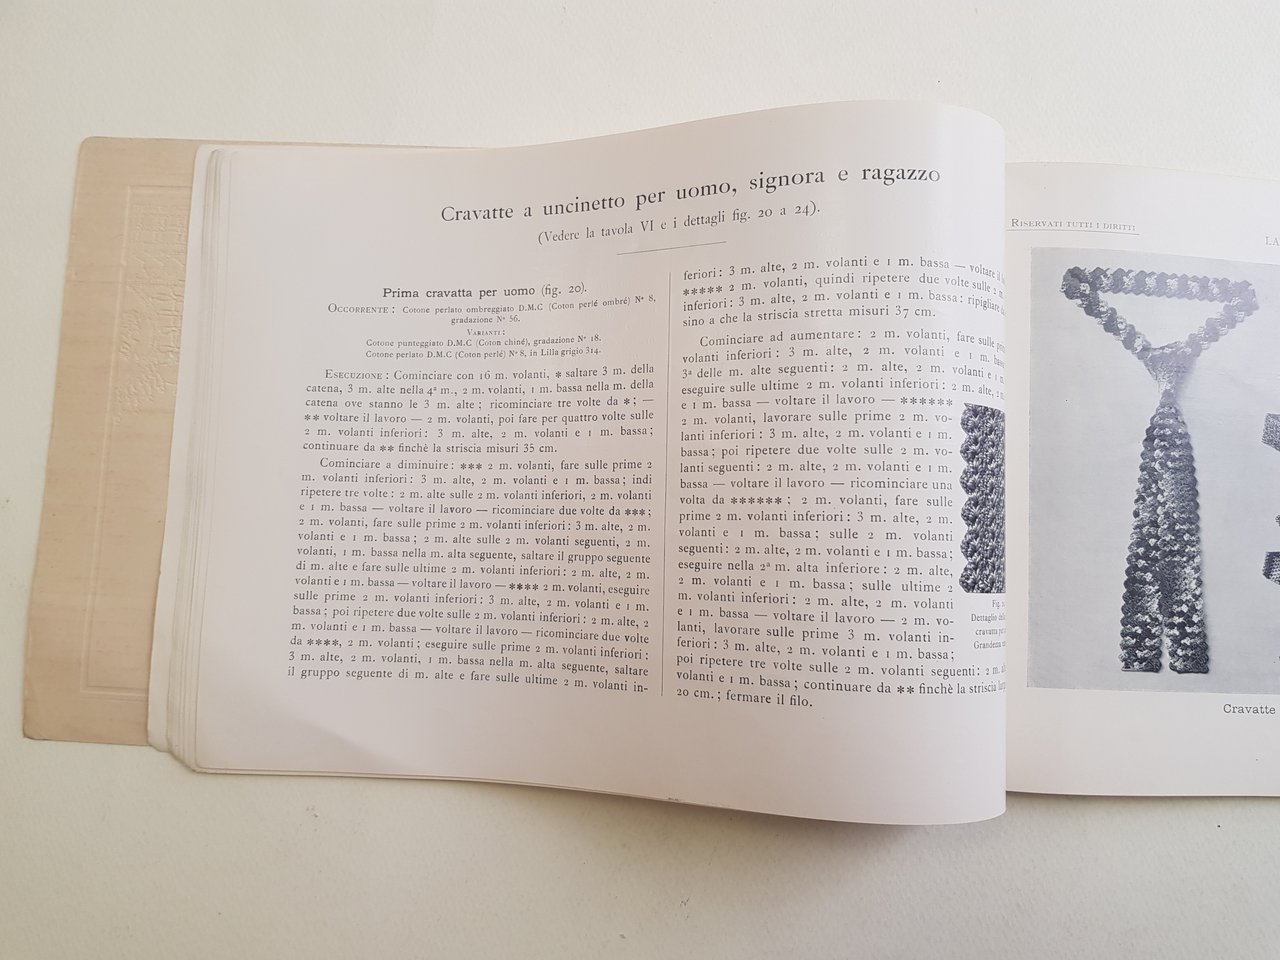 Cravatte a uncinetto per uomo, signora e ragazzo
(Vedere la tavola VI e i dettagli fig. 20 a 24).
Prima cravatta per uomo (fig. 20).
OCCORRENTE : Cotone perlato ombreggiato D.M.C (Coton perlé ombré) Nº 8,
gradazione Nº 56.
VARIANTI :
Cotone punteggiato D.M.C (Coton chiné), gradazione Nº 18.
Cotone perlato D.M.C (Coton perlé) Nº 8, in Lilla grigio 314.
ESECUZIONE : Cominciare con 16 m. volanti, * saltare 3 m. della
catena, 3 m. alte nella 4ª m., 2 m. volanti, 1 m. bassa nella m. della
catena ove stanno le 3 m. alte ; ricominciare tre volte da * ; —
** voltare il lavoro — 2 m. volanti, poi fare per quattro volte sulle
2 m. volanti inferiori : 3 m. alte, 2 m. volanti e 1 m. bassa ;
continuare da ** finchè la striscia misuri 35 cm.
Cominciare a diminuire : *** 2 m. volanti, fare sulle prime 2
m. volanti inferiori : 3 m. alte, 2 m. volanti e 1 m. bassa ; indi
ripetere tre volte : 2 m. alte sulle 2 m. volanti inferiori, 2 m. volanti
e 1 m. bassa — voltare il lavoro — ricominciare due volte da *** ;
2 m. volanti, fare sulle prime 2 m. volanti inferiori : 3 m. alte, 2 m.
volanti e 1 m. bassa ; 2 m. alte sulle 2 m. volanti seguenti, 2 m.
volanti, 1 m. bassa nella m. alta seguente, saltare il gruppo seguente
di m. alte e fare sulle ultime 2 m. volanti inferiori : 2 m. alte, 2 m.
volanti e 1 m. bassa — voltare il lavoro — **** 2 m. volanti, eseguire
sulle prime 2 m. volanti inferiori : 3 m. alte, 2 m. volanti e 1 m.
bassa ; poi ripetere due volte sulle 2 m. volanti inferiori : 2 m. alte, 2
m. volanti e 1 m. bassa — voltare il lavoro — ricominciare due volte
da ****, 2 m. volanti ; eseguire sulle prime 2 m. volanti inferiori :
3 m. alte, 2 m. volanti, 1 m. bassa nella m. alta seguente, saltare
il gruppo seguente di m. alte e fare sulle ultime 2 m. volanti in-
feriori : 3 m. alte, 2 m. volanti e 1 m. bassa — voltare il
***** 2 m. volanti, quindi ripetere due volte sulle 2 m.
inferiori : 3 m. alte, 2 m. volanti e 1 m. bassa : ripigliare
sino a che la striscia stretta misuri 37 cm.
Cominciare ad aumentare : 2 m. volanti, fare sulle
volanti inferiori : 3 m. alte, 2 m. volanti e 1 m.
3ª delle m. alte seguenti : 2 m. alte, 2 m. volanti e 1
eseguire sulle ultime 2 m. volanti inferiori : 2 m. alte, 2 m.
e 1 m. bassa — voltare il lavoro — ******
2 m. volanti, lavorare sulle prime 2 m. vo-
lanti inferiori : 3 m. alte, 2 m. volanti e 1 m.
bassa ; poi ripetere due volte sulle 2 m. vo-
lanti seguenti : 2 m. alte, 2 m. volanti e 1 m.
bassa — voltare il lavoro — ricominciare una
volta da ****** ; 2 m. volanti, fare sulle
prime 2 m. volanti inferiori : 3 m. alte, 2 m.
volanti e 1 m. bassa ; sulle 2 m. volanti
seguenti : 2 m. alte, 2 m. volanti e 1 m. bassa ;
eseguire nella 2ª m. alta inferiore : 2 m. alte,
2 m. volanti e 1 m. bassa ; sulle ultime 2
m. volanti inferiori : 2 m. alte, 2 m. volanti
e 1 m. bassa — voltare il lavoro — 2 m. vo-
lanti, lavorare sulle prime 3 m. volanti in-
feriori : 3 m. alte, 2 m. volanti e 1 m. bassa ;
poi ripetere tre volte sulle 2 m. volanti seguenti : 2 m.
volanti e 1 m. bassa ; continuare da ** finchè la striscia
20 cm. ; fermare il filo.
Fig.
Dettaglio
cravatta
Grandezza
RISERVATI TUTTI I DIRITTI
Cravatte